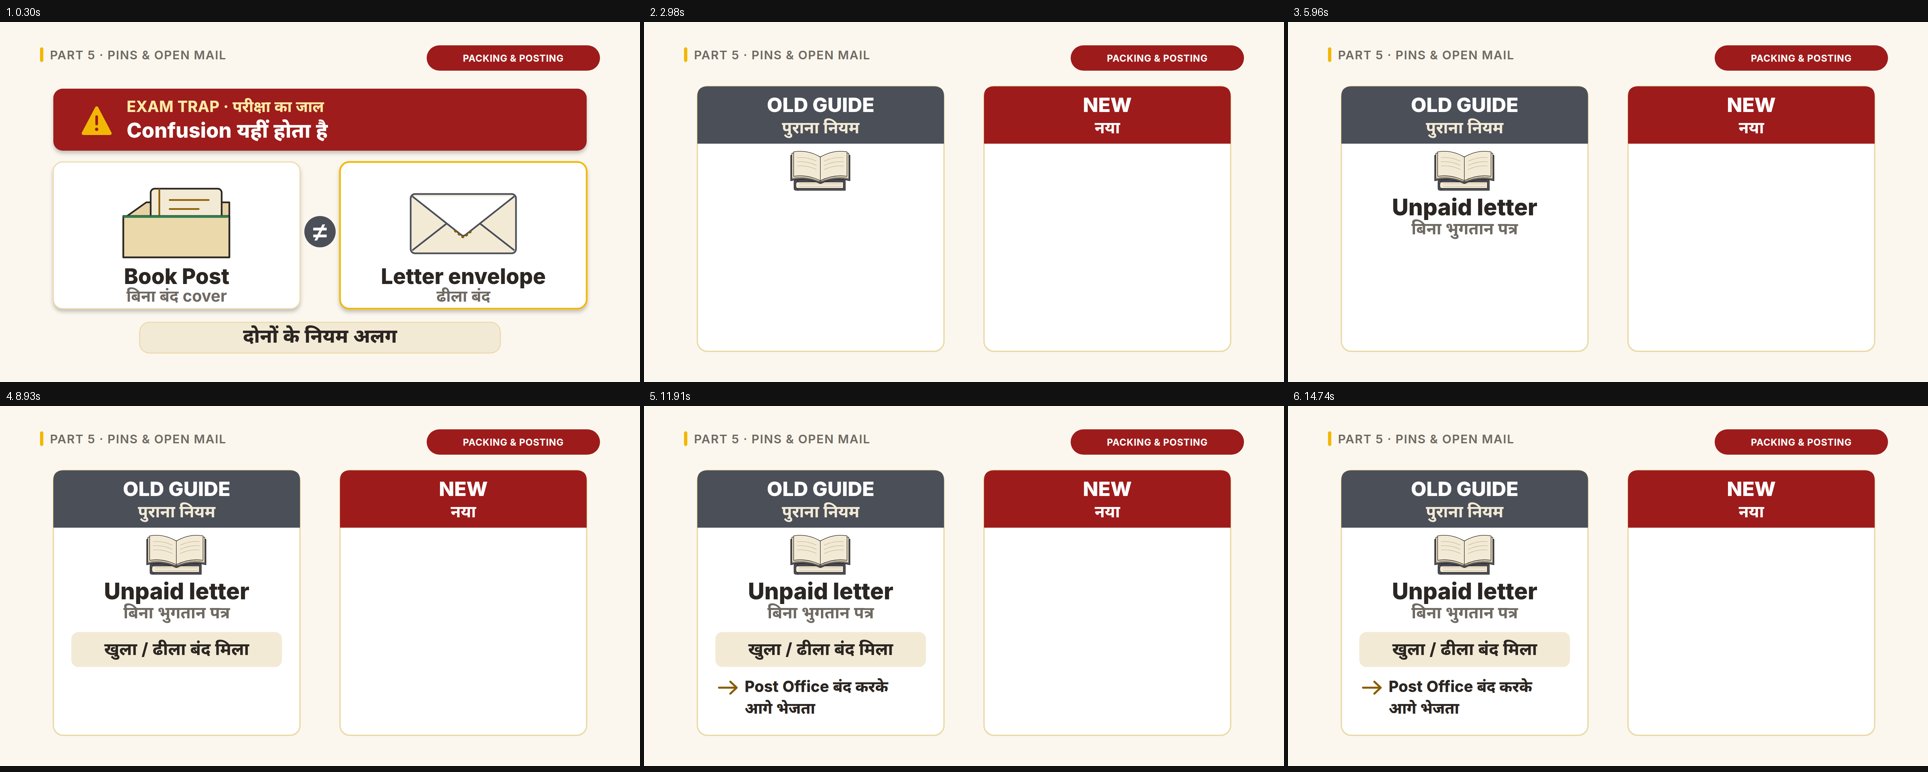 1. 0.30s
PART 5 · PINS & OPEN MAIL
PACKING & POSTING
EXAM TRAP · परीक्षा का जाल
Confusion यहीं होता है
Book Post
बिना बंद cover
≠
Letter envelope
ढीला बंद
दोनों के नियम अलग
2. 2.98s
PART 5 · PINS & OPEN MAIL
PACKING & POSTING
OLD GUIDE
पुराना नियम
NEW
नया
3. 5.96s
PART 5 · PINS & OPEN MAIL
PACKING & POSTING
OLD GUIDE
पुराना नियम
Unpaid letter
बिना भुगतान पत्र
NEW
नया
4. 8.93s
PART 5 · PINS & OPEN MAIL
PACKING & POSTING
OLD GUIDE
पुराना नियम
Unpaid letter
बिना भुगतान पत्र
खुला / ढीला बंद मिला
NEW
नया
5. 11.91s
PART 5 · PINS & OPEN MAIL
PACKING & POSTING
OLD GUIDE
पुराना नियम
Unpaid letter
बिना भुगतान पत्र
खुला / ढीला बंद मिला
→ Post Office बंद करके
आगे भेजता
NEW
नया
6. 14.74s
PART 5 · PINS & OPEN MAIL
PACKING & POSTING
OLD GUIDE
पुराना नियम
Unpaid letter
बिना भुगतान पत्र
खुला / ढीला बंद मिला
→ Post Office बंद करके
आगे भेजता
NEW
नया